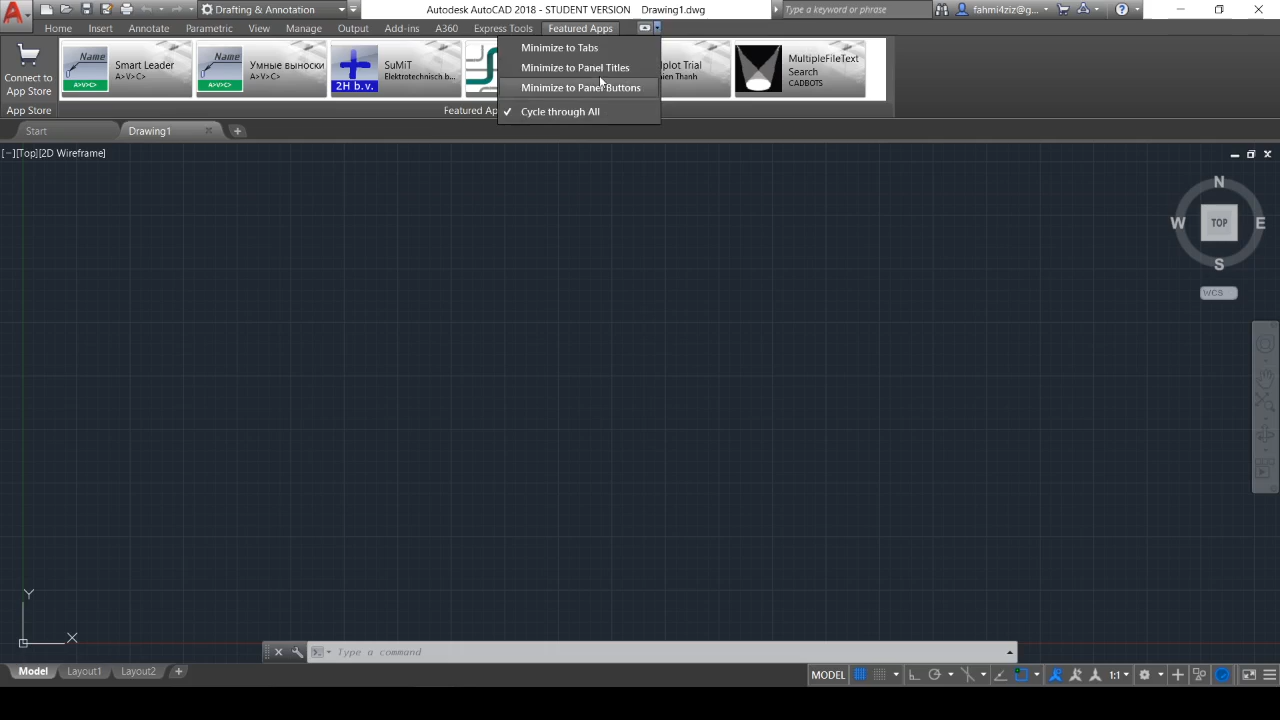 Drafting & Annotation
Autodesk AutoCAD 2018 - STUDENT VERSION Drawing1.dwg
Type a keyword or phrase
fahmi4ziz@g...
Home Insert Annotate Parametric View Manage Output Add-ins A360 Express Tools Featured Apps
Minimize to Tabs
Minimize to Panel Titles
Minimize to Panel Buttons
Cycle through All
Connect to
App Store
Name
Smart Leader
A>V>C>
A>V>C>
Name
Умные выноски
A>V>C>
A>V>C>
2H b.v.
SuMiT
Elektrotechnisch b...
plot Trial
ien Thanh
MultipleFileText
Search
CADBOTS
App Store
Featured Ap
Start
Drawing1
[−][Top][2D Wireframe]
N
W TOP E
S
WCS
Y
X
Type a command
Model Layout1 Layout2
MODEL
1:1